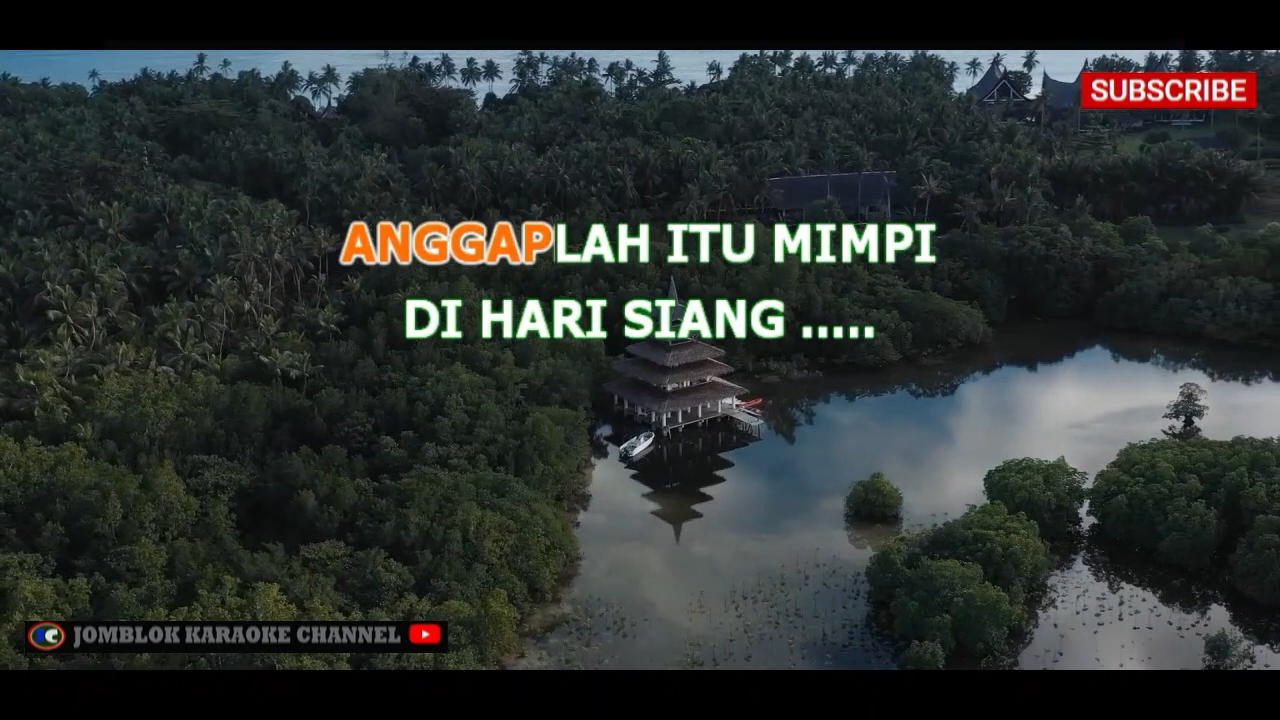 SUBSCRIBE
ANGGAPLAH ITU MIMPI
DI HARI SIANG .....
JOMBLOK KARAOKE CHANNEL